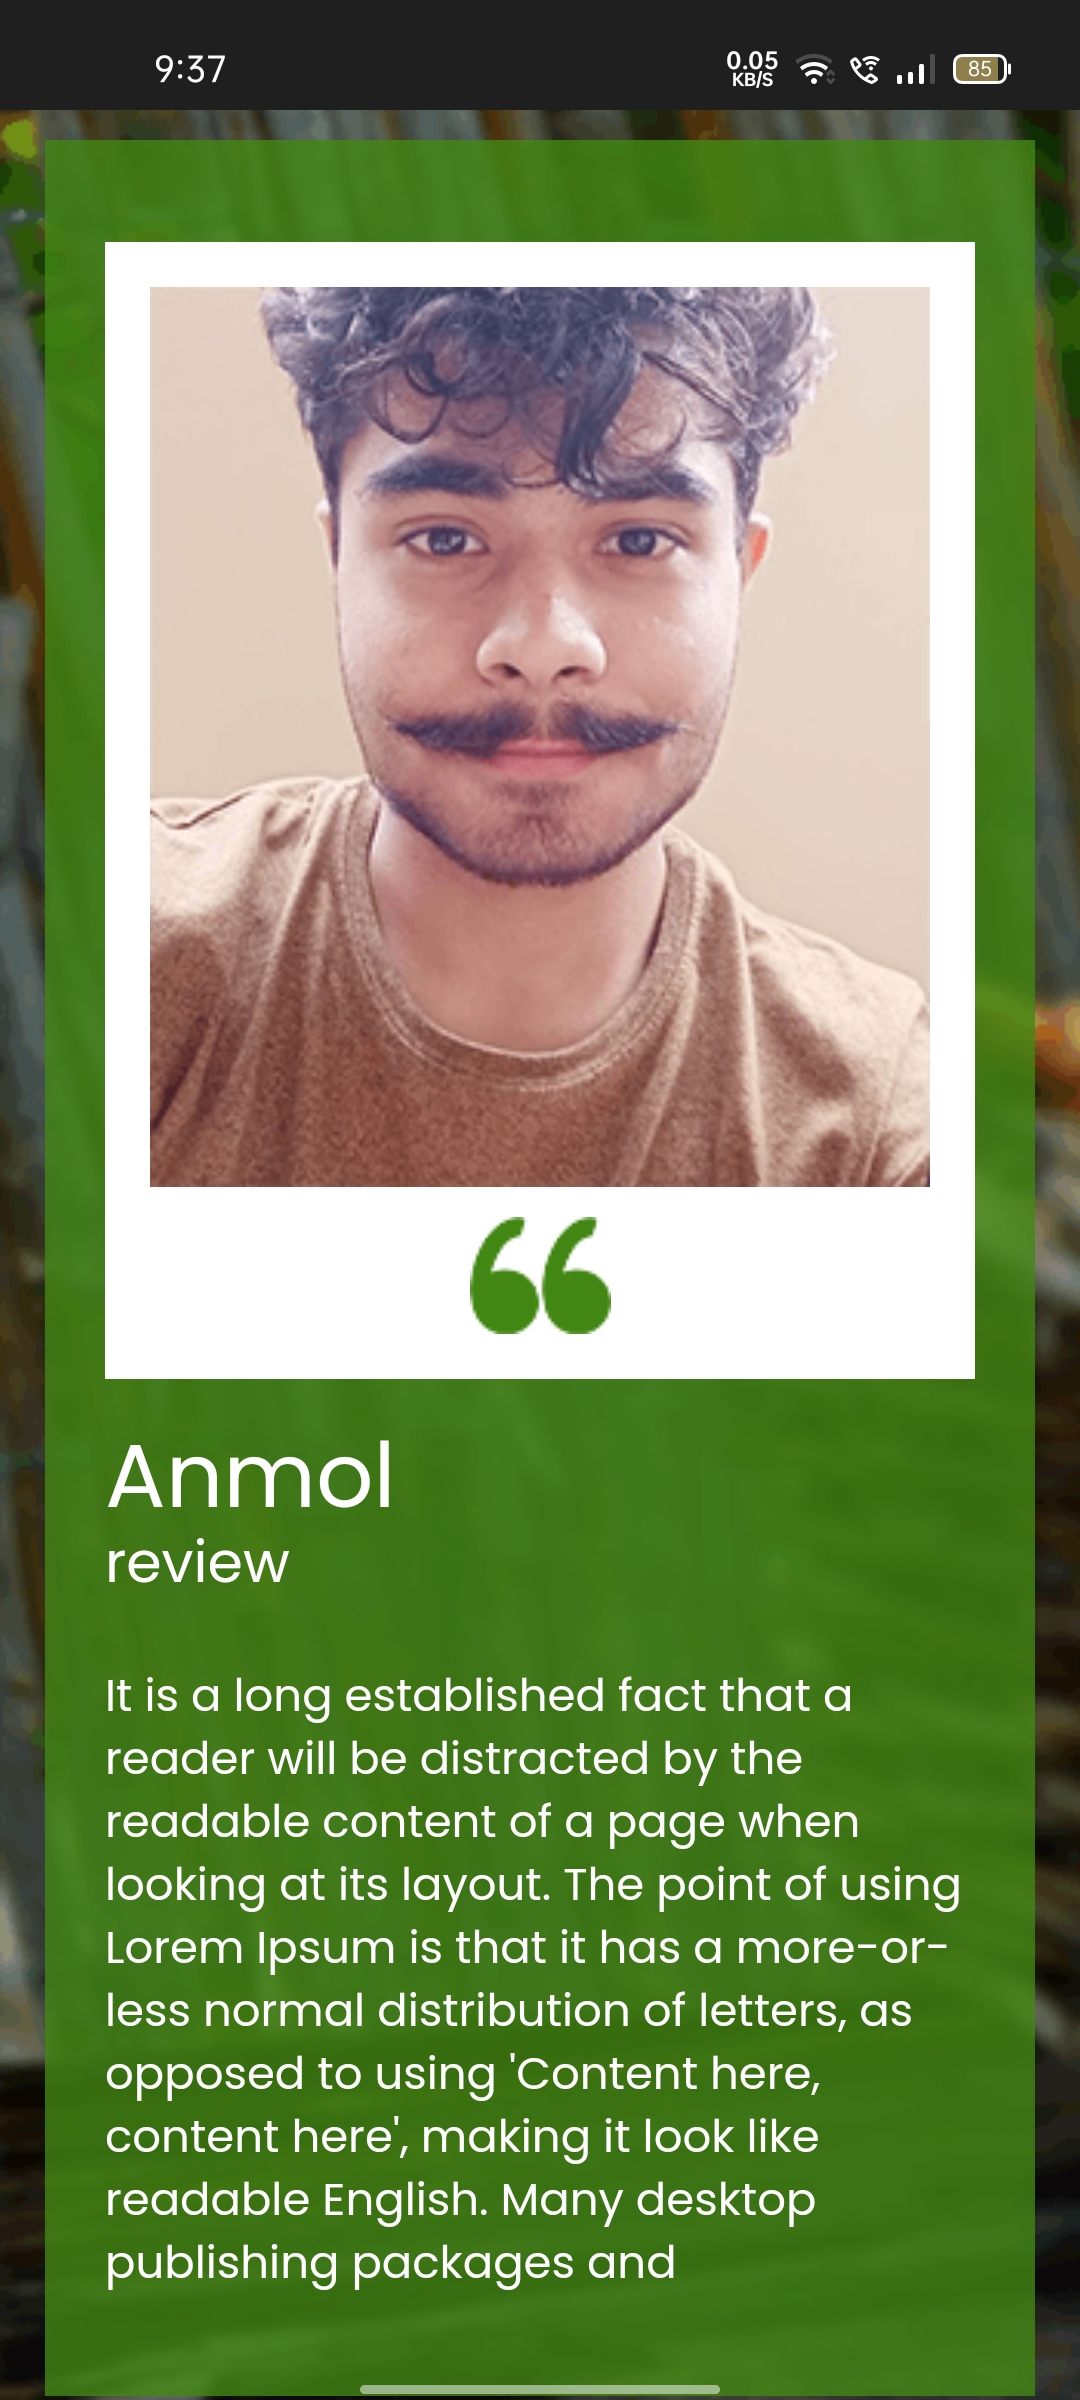 9:37
0.05
KB/S
85
“
Anmol
review
It is a long established fact that a
reader will be distracted by the
readable content of a page when
looking at its layout. The point of using
Lorem Ipsum is that it has a more-or-
less normal distribution of letters, as
opposed to using 'Content here,
content here', making it look like
readable English. Many desktop
publishing packages and